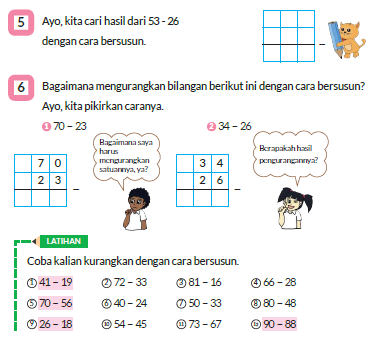 5 Ayo, kita cari hasil dari 53 - 26
dengan cara bersusun.
6 Bagaimana mengurangkan bilangan berikut ini dengan cara bersusun?
Ayo, kita pikirkan caranya.
① 70 – 23 ② 34 – 26
Bagaimana saya
harus
mengurangkan
satuannya, ya?
Berapakah hasil
pengurangannya?
7 0
2 3 –
3 4
2 6 –
LATIHAN
Coba kalian kurangkan dengan cara bersusun.
① 41 – 19 ② 72 – 33 ③ 81 – 16 ④ 66 – 28
⑤ 70 – 56 ⑥ 40 – 24 ⑦ 50 – 33 ⑧ 80 – 48
⑨ 26 – 18 ⑩ 54 – 45 ⑪ 73 – 67 ⑫ 90 – 88